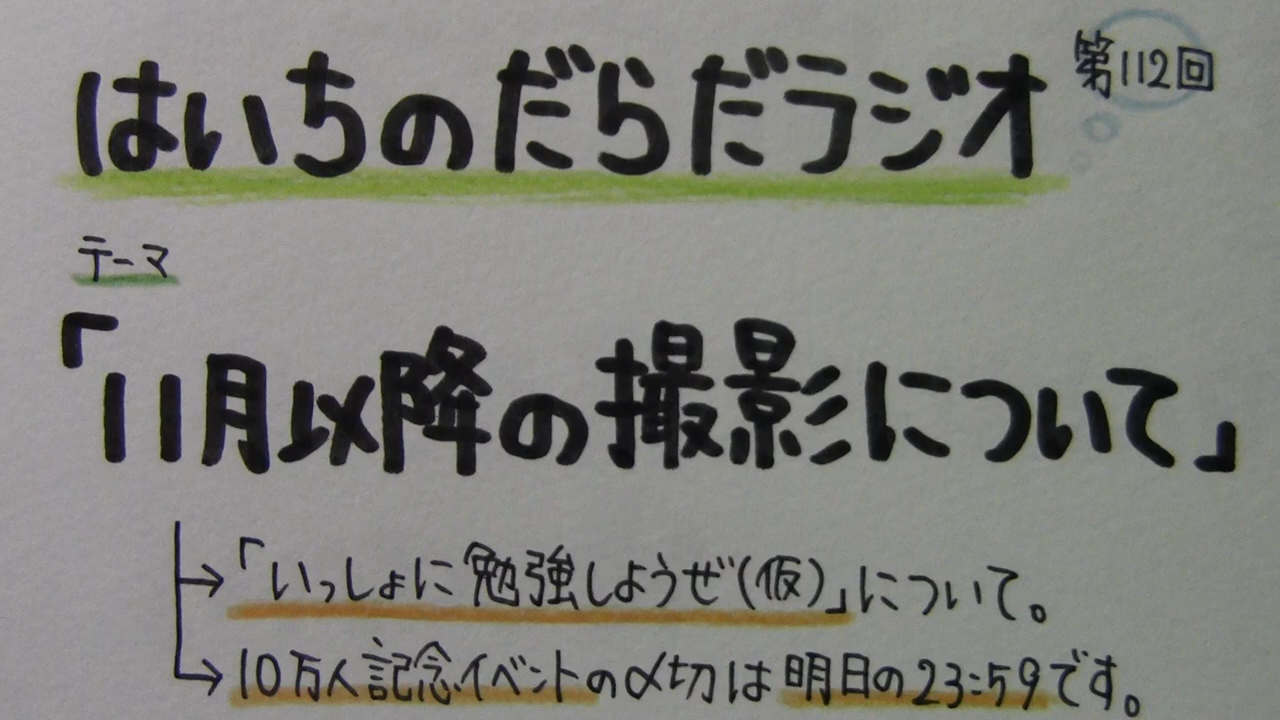 はいちのだらだラジオ 第112回
テーマ
「11月以降の撮影について」
→「いっしょに勉強しようぜ(仮)」について。
→10万人記念イベントの〆切は明日の23:59です。